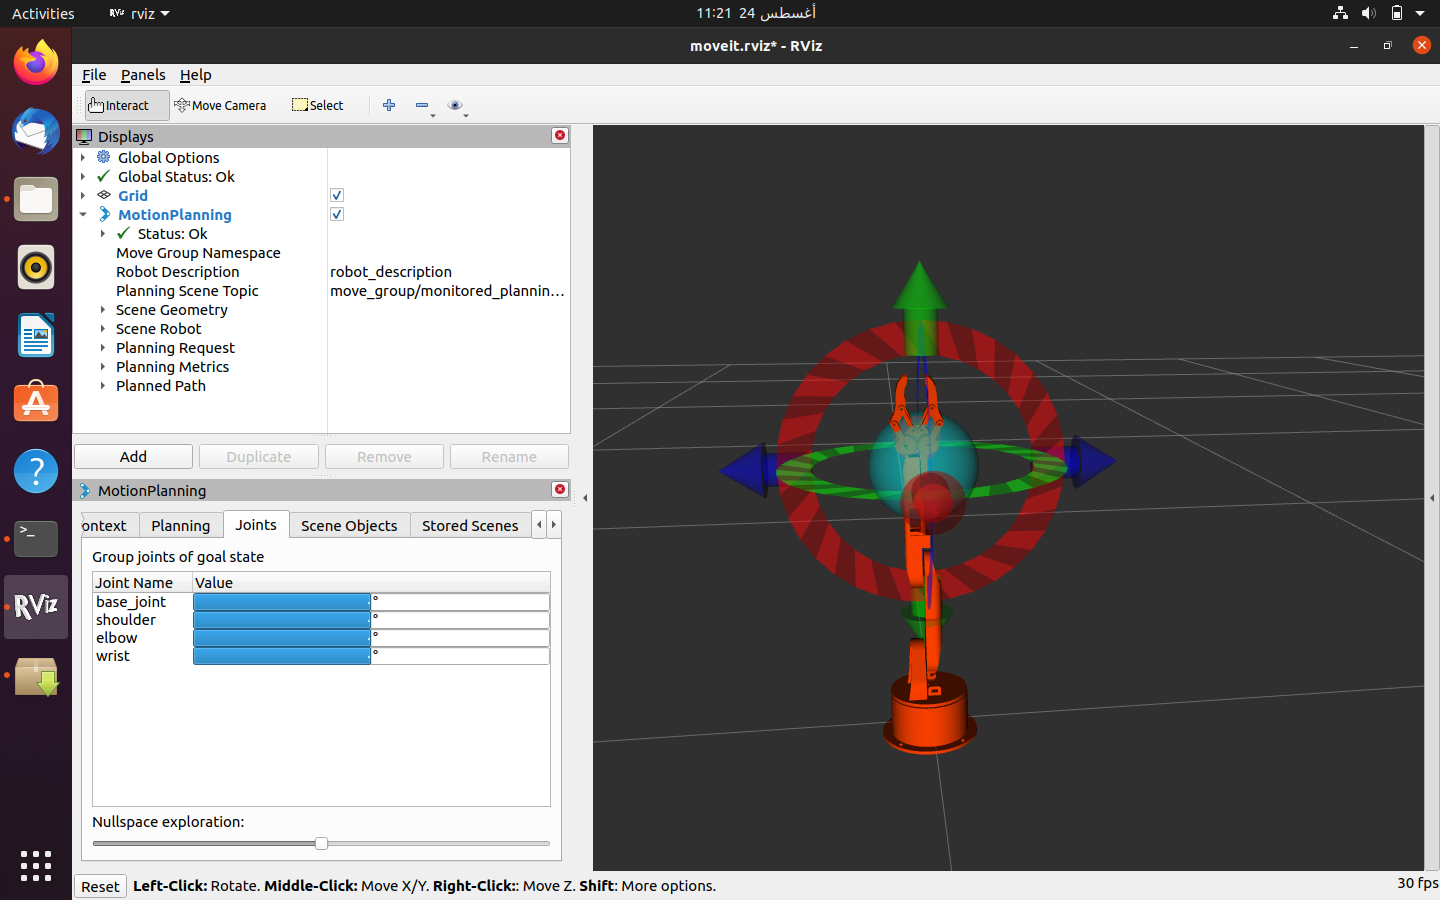 Activities
RViz rviz
11:21 24 أغسطس
moveit.rviz* - RViz
File Panels Help
Interact Move Camera Select
Displays
Global Options
Global Status: Ok
Grid
MotionPlanning
Status: Ok
Move Group Namespace
Robot Description robot_description
Planning Scene Topic move_group/monitored_plannin…
Scene Geometry
Scene Robot
Planning Request
Planning Metrics
Planned Path
Add Duplicate Remove Rename
MotionPlanning
ontext Planning Joints Scene Objects Stored Scenes
Group joints of goal state
Joint Name Value
base_joint °
shoulder °
elbow °
wrist °
Nullspace exploration:
RViz
Reset Left-Click: Rotate. Middle-Click: Move X/Y. Right-Click:: Move Z. Shift: More options.
30 fps